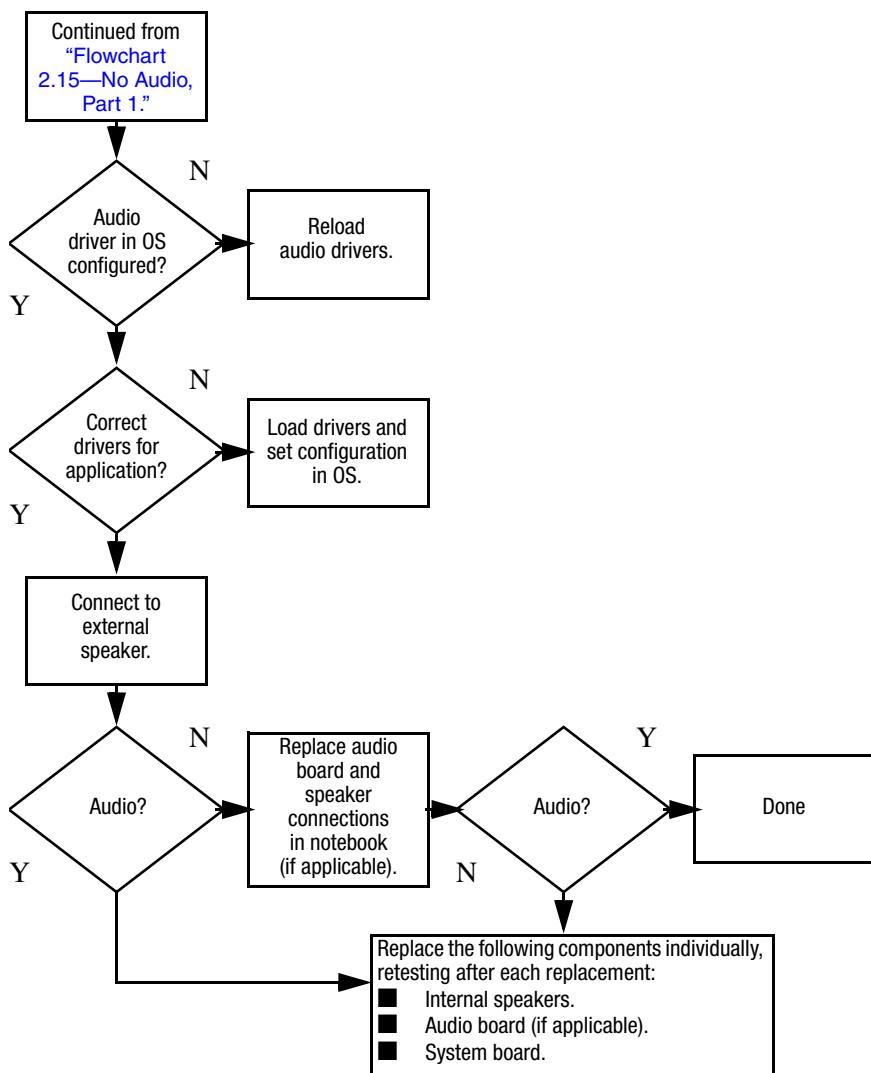 Continued from
“Flowchart
2.15—No Audio,
Part 1.”
N
Audio
driver in OS
configured?
Reload
audio drivers.
Y
N
Correct
drivers for
application?
Load drivers and
set configuration
in OS.
Y
Connect to
external
speaker.
N
Audio?
Y
Replace audio
board and
speaker
connections
in notebook
(if applicable).
Y
Audio?
N
Done
Replace the following components individually,
retesting after each replacement:
■ Internal speakers.
■ Audio board (if applicable).
■ System board.